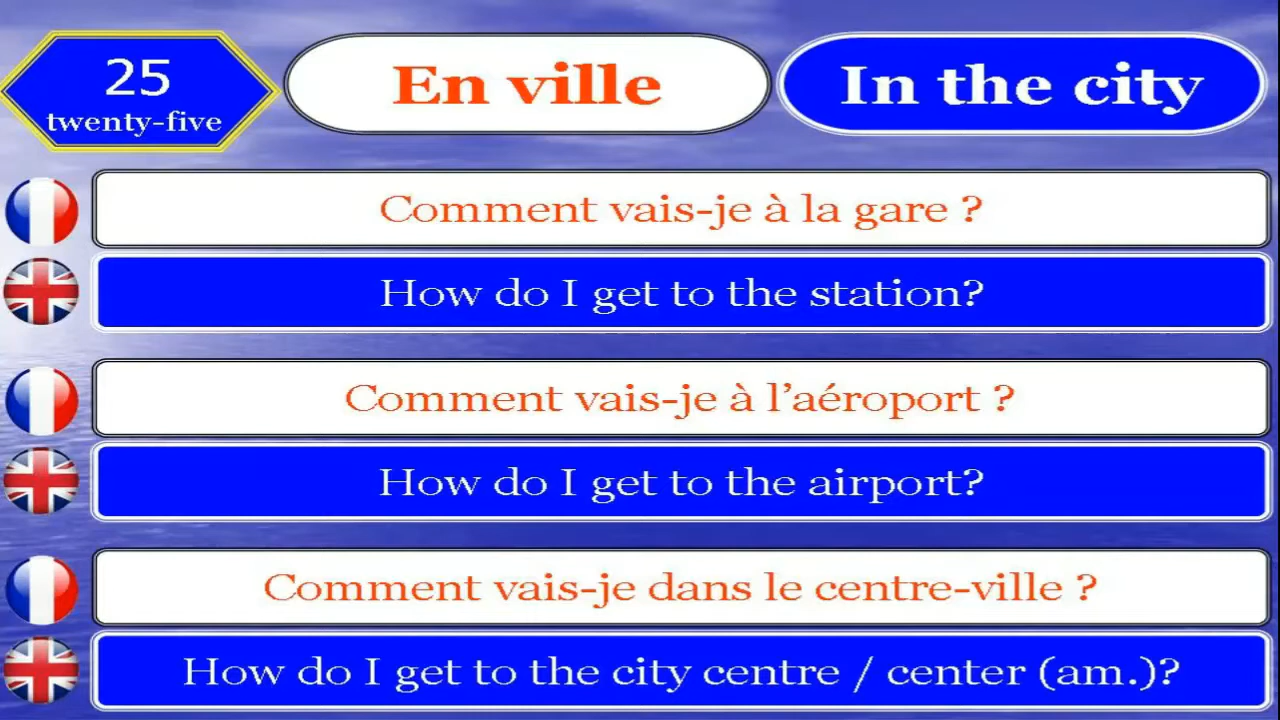 25
twenty-five
En ville
In the city
Comment vais-je à la gare ?
How do I get to the station?
Comment vais-je à l’aéroport ?
How do I get to the airport?
Comment vais-je dans le centre-ville ?
How do I get to the city centre / center (am.)?